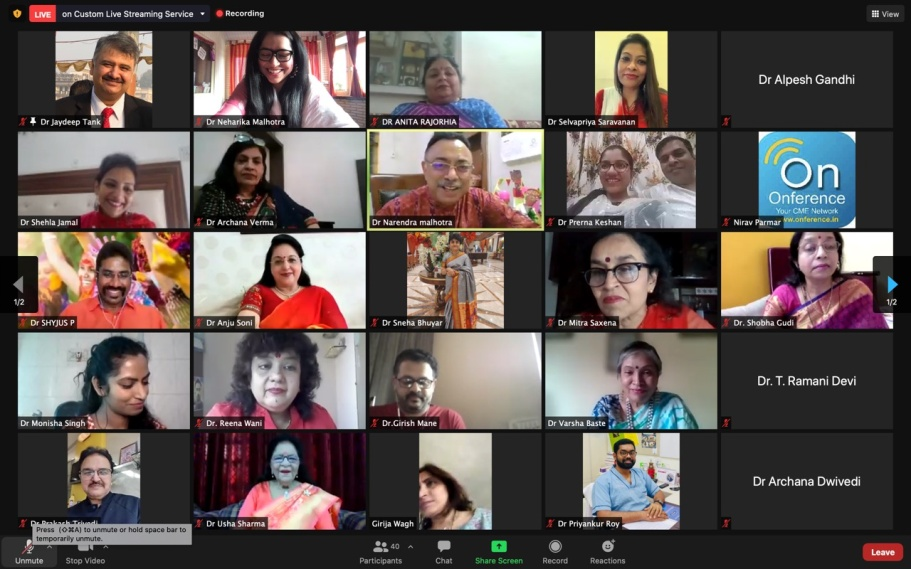 LIVE on Custom Live Streaming Service Recording View
Dr Jaydeep Tank
Dr Neharika Malhotra
DR ANITA RAJORHIA
Dr Selvapriya Saravanan
Dr Alpesh Gandhi
Dr Shehla Jamal
Dr Archana Verma
Dr Narendra malhotra
Dr Prerna Keshan
On
Onference
Your CME Network
www.onference.in
Nirav Parmar
1/2
Dr SHYJUS P
Dr Anju Soni
Dr Sneha Bhuyar
Dr Mitra Saxena
Dr. Shobha Gudi
1/2
Dr Monisha Singh
Dr. Reena Wani
Dr.Girish Mane
Dr Varsha Baste
Dr. T. Ramani Devi
Dr Prakash Trivedi
Dr Usha Sharma
Girija Wagh
Dr Priyankur Roy
Dr Archana Dwivedi
Press (⇧⌘A) to unmute or hold space bar to
temporarily unmute.
Unmute
Stop Video
40
Participants
Chat
Share Screen
Record
Reactions
Leave